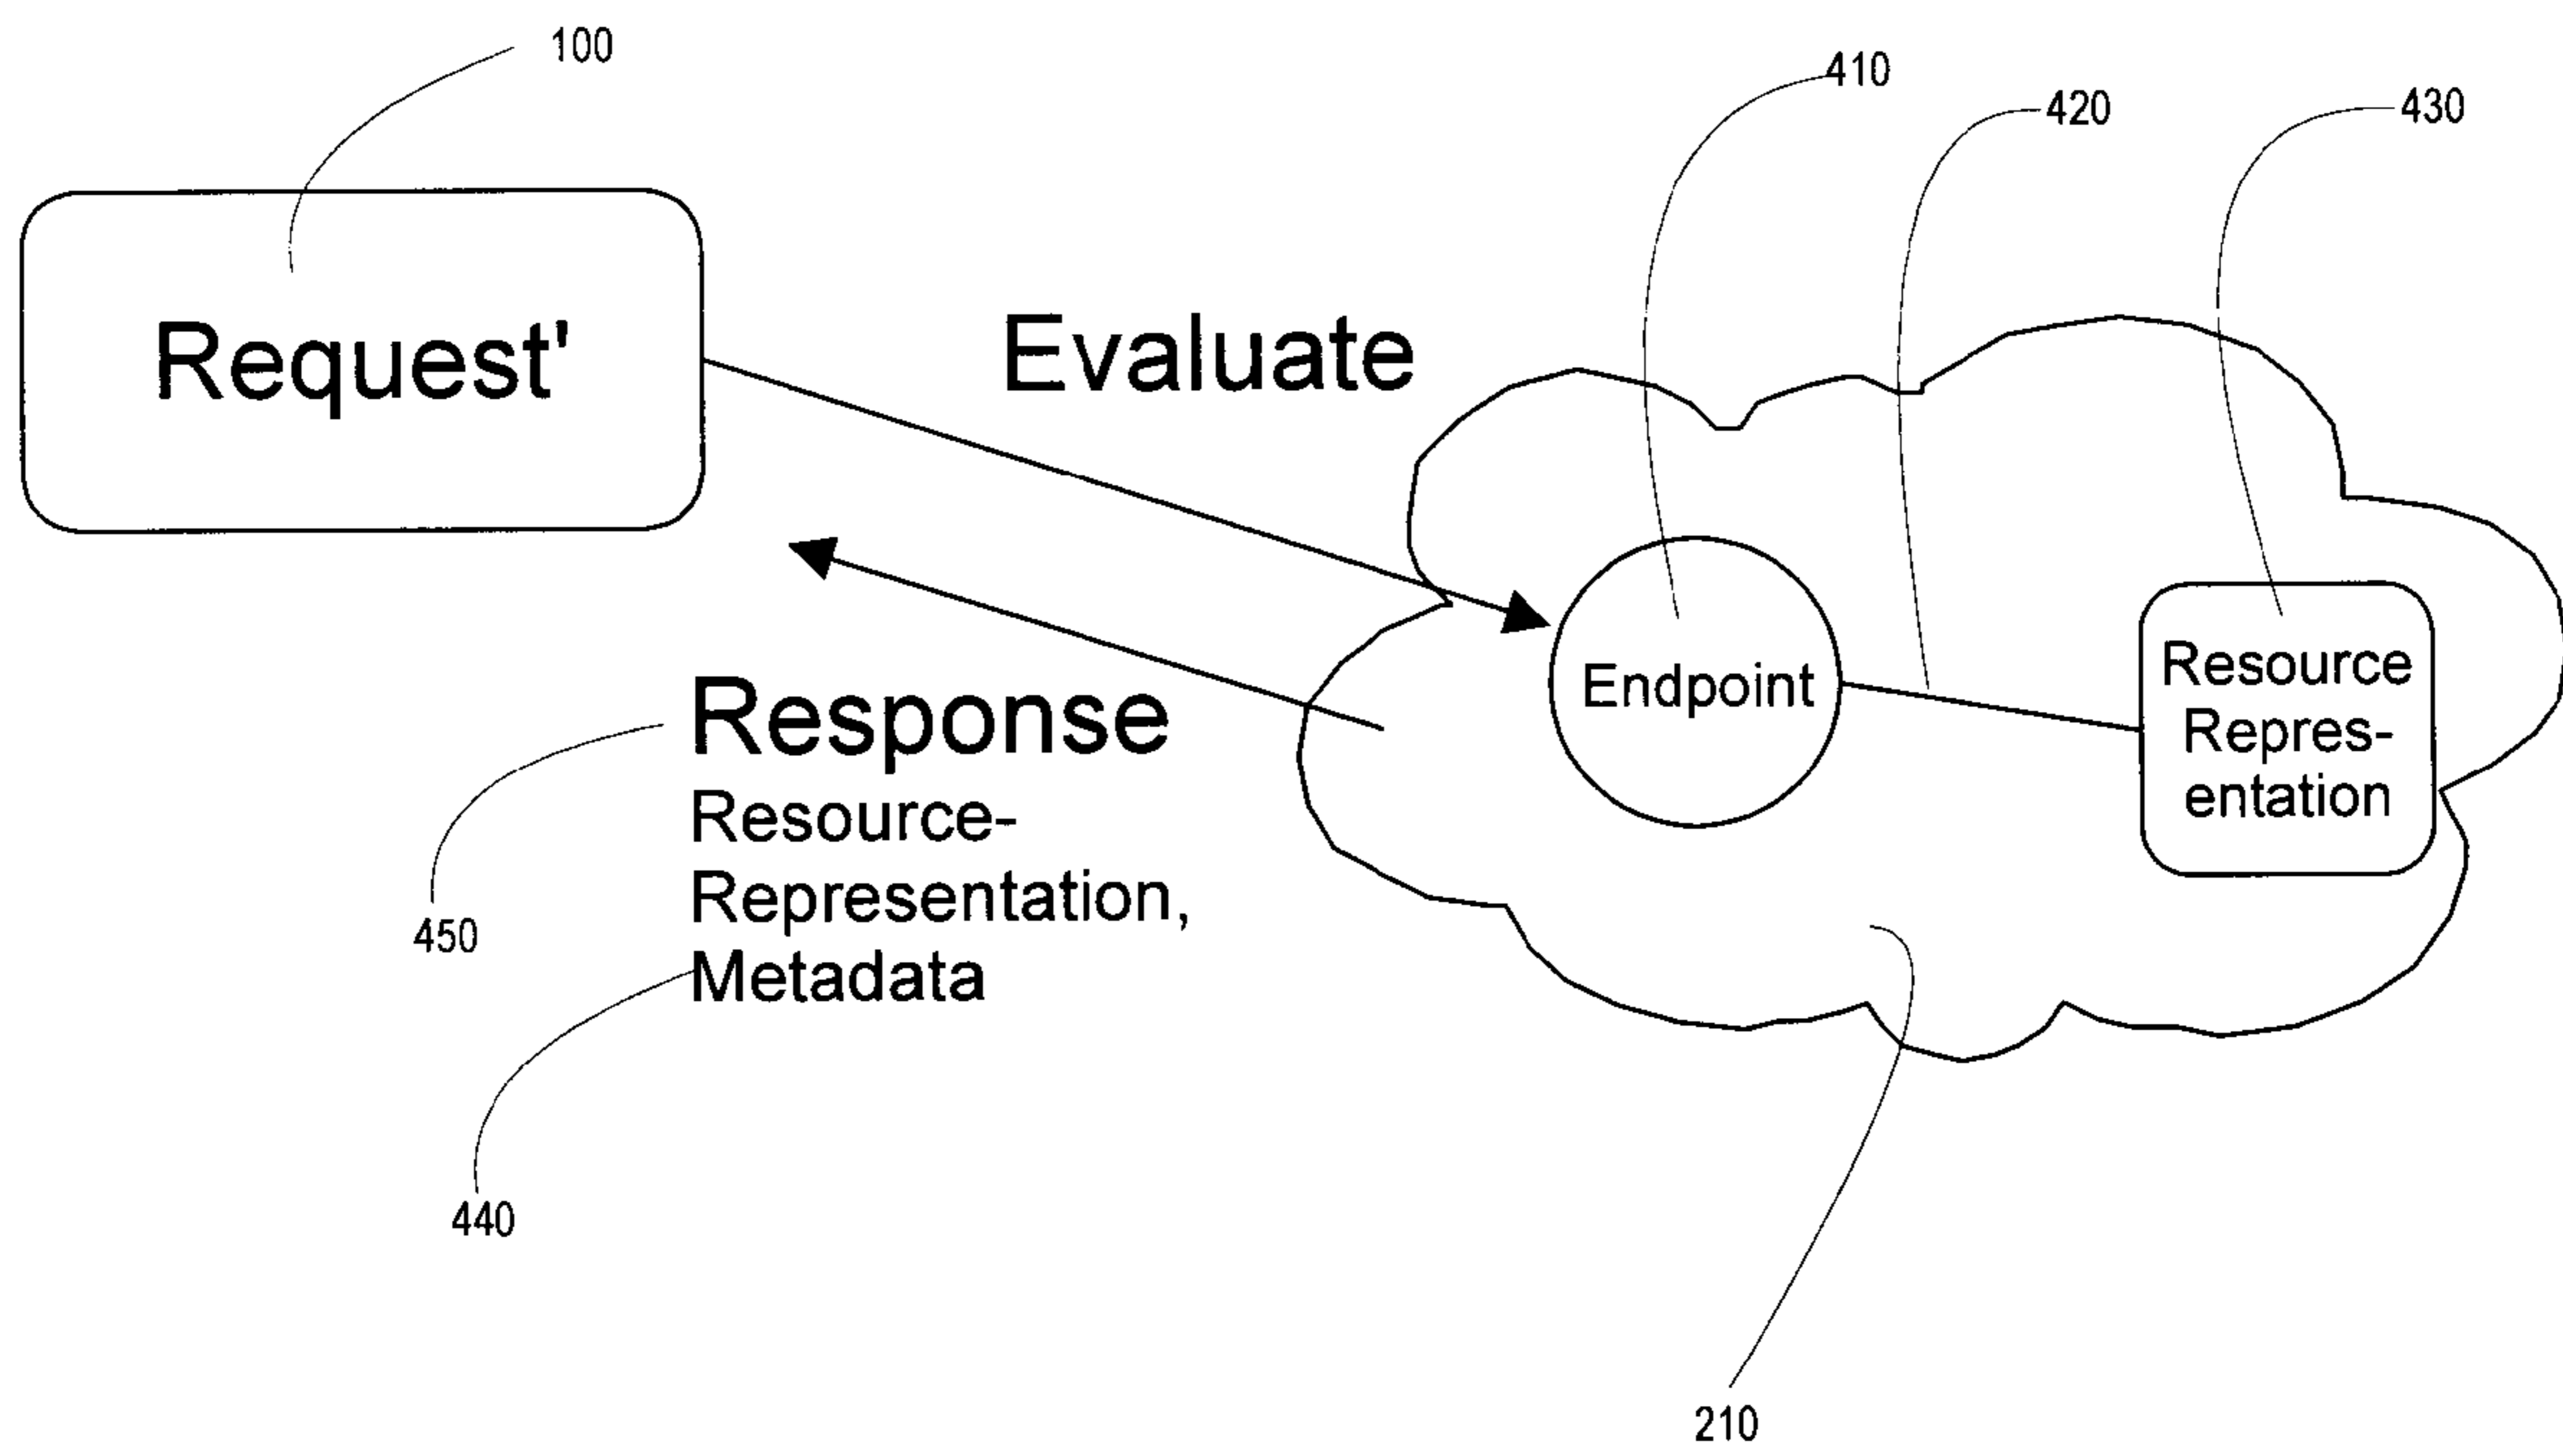 100
410
420
430
Request'
Evaluate
Endpoint
Resource
Repres-
entation
Response
Resource-
Representation,
Metadata
450
440
210